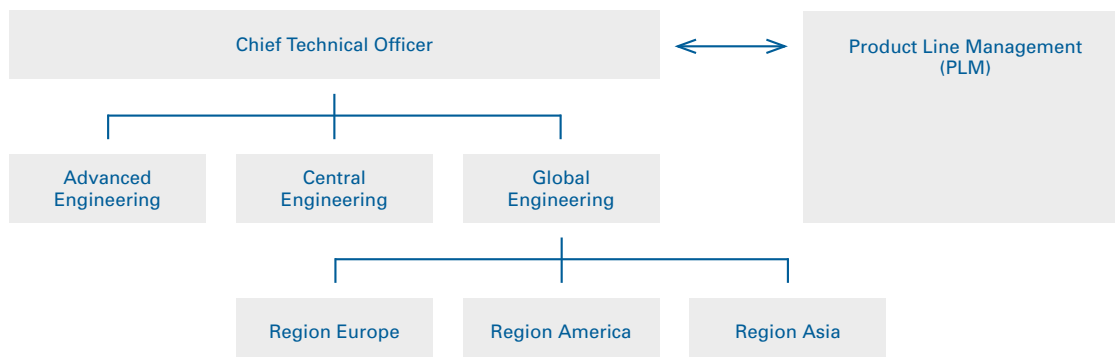 Chief Technical Officer
Product Line Management
(PLM)
Advanced
Engineering
Central
Engineering
Global
Engineering
Region Europe
Region America
Region Asia